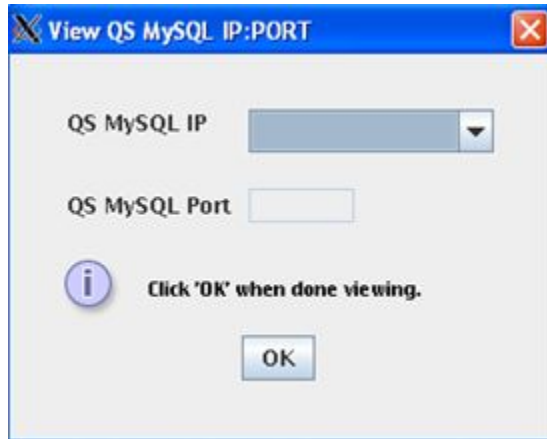 View QS MySQL IP:PORT
QS MySQL IP
QS MySQL Port
i
Click 'OK' when done viewing.
OK